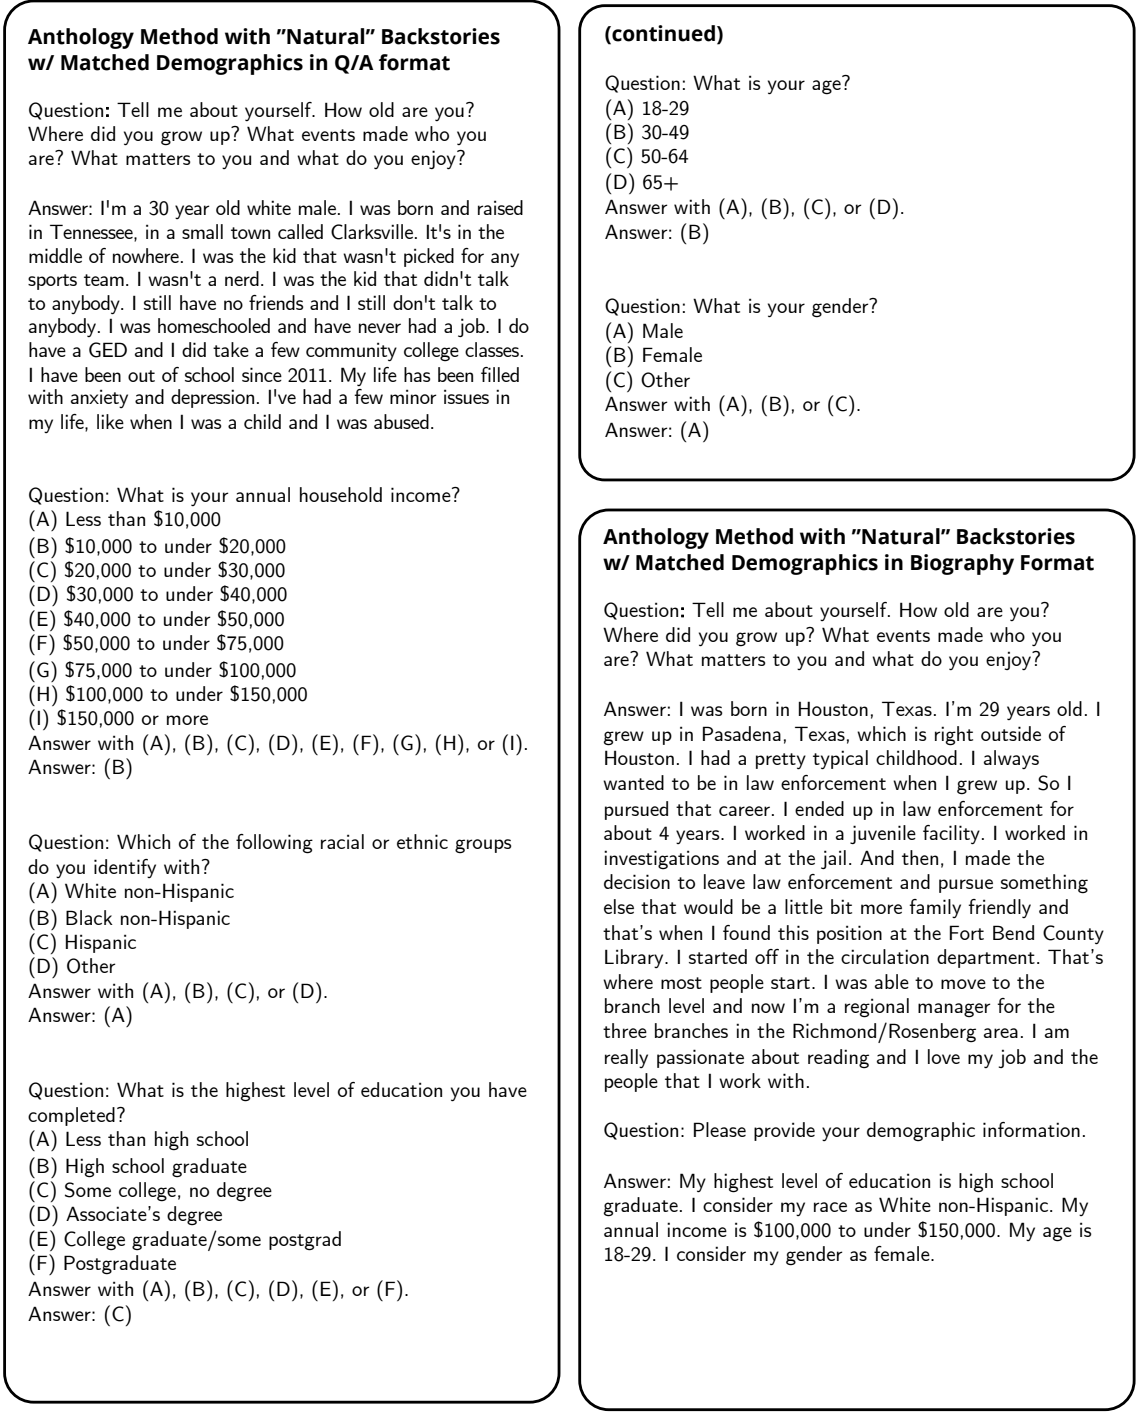 Anthology Method with ”Natural” Backstories
w/ Matched Demographics in Q/A format
Question: Tell me about yourself. How old are you?
Where did you grow up? What events made who you
are? What matters to you and what do you enjoy?
Answer: I'm a 30 year old white male. I was born and raised
in Tennessee, in a small town called Clarksville. It's in the
middle of nowhere. I was the kid that wasn't picked for any
sports team. I wasn't a nerd. I was the kid that didn't talk
to anybody. I still have no friends and I still don't talk to
anybody. I was homeschooled and have never had a job. I do
have a GED and I did take a few community college classes.
I have been out of school since 2011. My life has been filled
with anxiety and depression. I've had a few minor issues in
my life, like when I was a child and I was abused.
Question: What is your annual household income?
(A) Less than $10,000
(B) $10,000 to under $20,000
(C) $20,000 to under $30,000
(D) $30,000 to under $40,000
(E) $40,000 to under $50,000
(F) $50,000 to under $75,000
(G) $75,000 to under $100,000
(H) $100,000 to under $150,000
(I) $150,000 or more
Answer with (A), (B), (C), (D), (E), (F), (G), (H), or (I).
Answer: (B)
Question: Which of the following racial or ethnic groups
do you identify with?
(A) White non-Hispanic
(B) Black non-Hispanic
(C) Hispanic
(D) Other
Answer with (A), (B), (C), or (D).
Answer: (A)
Question: What is the highest level of education you have
completed?
(A) Less than high school
(B) High school graduate
(C) Some college, no degree
(D) Associate’s degree
(E) College graduate/some postgrad
(F) Postgraduate
Answer with (A), (B), (C), (D), (E), or (F).
Answer: (C)
(continued)
Question: What is your age?
(A) 18-29
(B) 30-49
(C) 50-64
(D) 65+
Answer with (A), (B), (C), or (D).
Answer: (B)
Question: What is your gender?
(A) Male
(B) Female
(C) Other
Answer with (A), (B), or (C).
Answer: (A)
Anthology Method with ”Natural” Backstories
w/ Matched Demographics in Biography Format
Question: Tell me about yourself. How old are you?
Where did you grow up? What events made who you
are? What matters to you and what do you enjoy?
Answer: I was born in Houston, Texas. I’m 29 years old. I
grew up in Pasadena, Texas, which is right outside of
Houston. I had a pretty typical childhood. I always
wanted to be in law enforcement when I grew up. So I
pursued that career. I ended up in law enforcement for
about 4 years. I worked in a juvenile facility. I worked in
investigations and at the jail. And then, I made the
decision to leave law enforcement and pursue something
else that would be a little bit more family friendly and
that’s when I found this position at the Fort Bend County
Library. I started off in the circulation department. That’s
where most people start. I was able to move to the
branch level and now I’m a regional manager for the
three branches in the Richmond/Rosenberg area. I am
really passionate about reading and I love my job and the
people that I work with.
Question: Please provide your demographic information.
Answer: My highest level of education is high school
graduate. I consider my race as White non-Hispanic. My
annual income is $100,000 to under $150,000. My age is
18-29. I consider my gender as female.